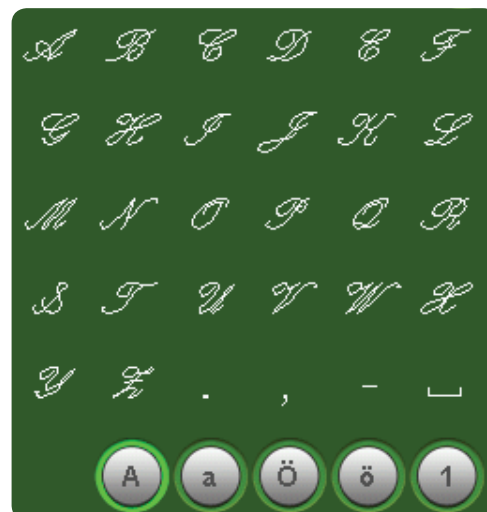 A B C D E F
G H I J K L
M N O P Q R
S T U V W X
Y Z . , - ⎵
A a Ö ö 1